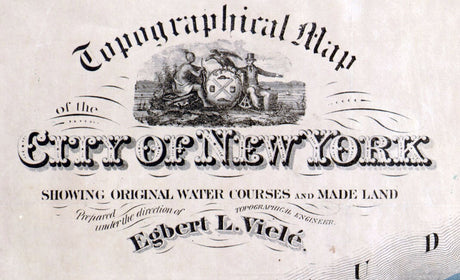 Topographical Map
of the
CITY OF NEW YORK
SHOWING ORIGINAL WATER COURSES AND MADE LAND
Prepared
under the direction of
Egbert L. Vielé.
TOPOGRAPHICAL ENGINEER.
U D